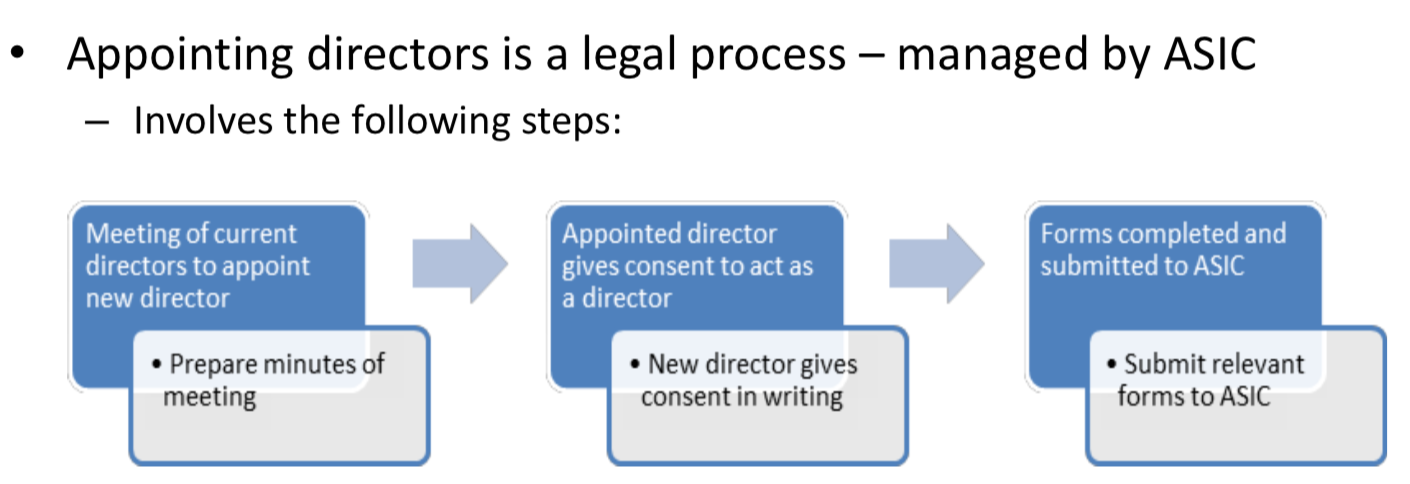 • Appointing directors is a legal process – managed by ASIC
– Involves the following steps:
Meeting of current
directors to appoint
new director
• Prepare minutes of
meeting
Appointed director
gives consent to act as
a director
• New director gives
consent in writing
Forms completed and
submitted to ASIC
• Submit relevant
forms to ASIC